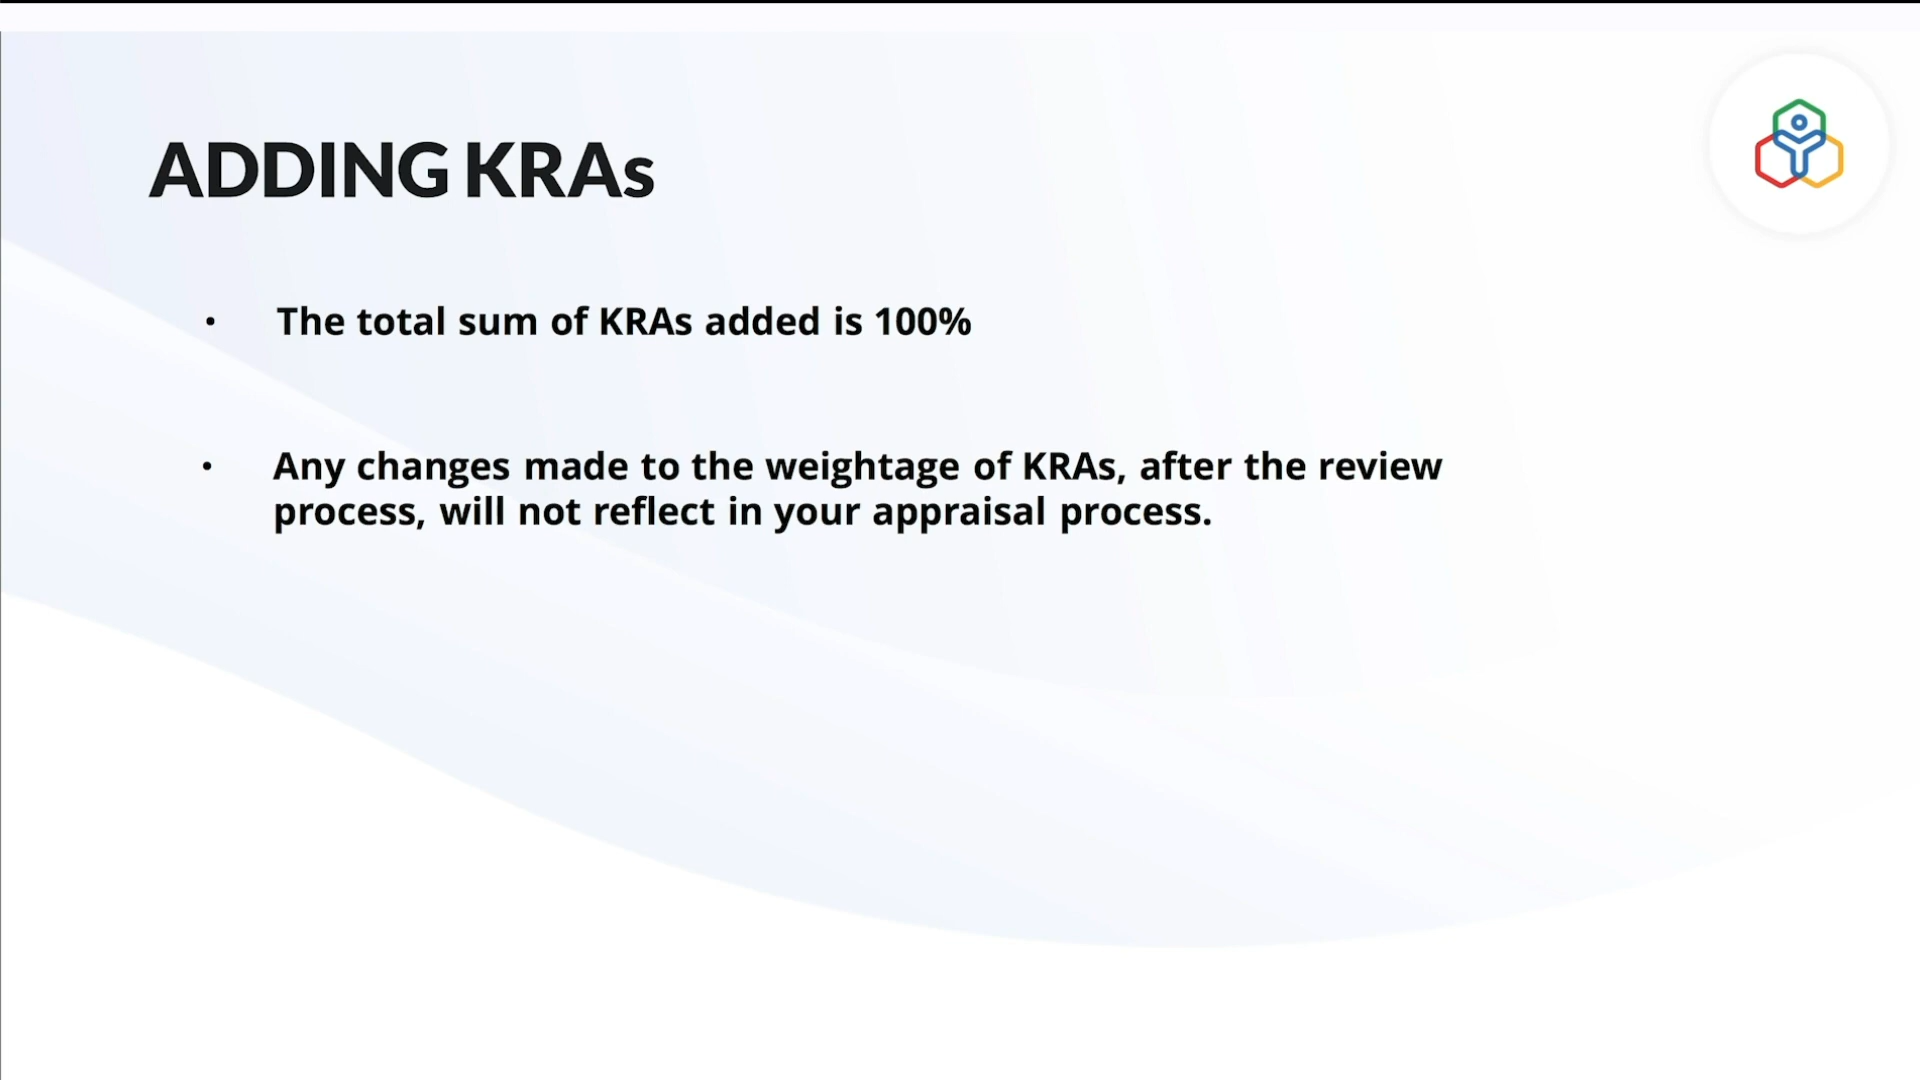 ADDING KRAs
• The total sum of KRAs added is 100%
• Any changes made to the weightage of KRAs, after the review
process, will not reflect in your appraisal process.